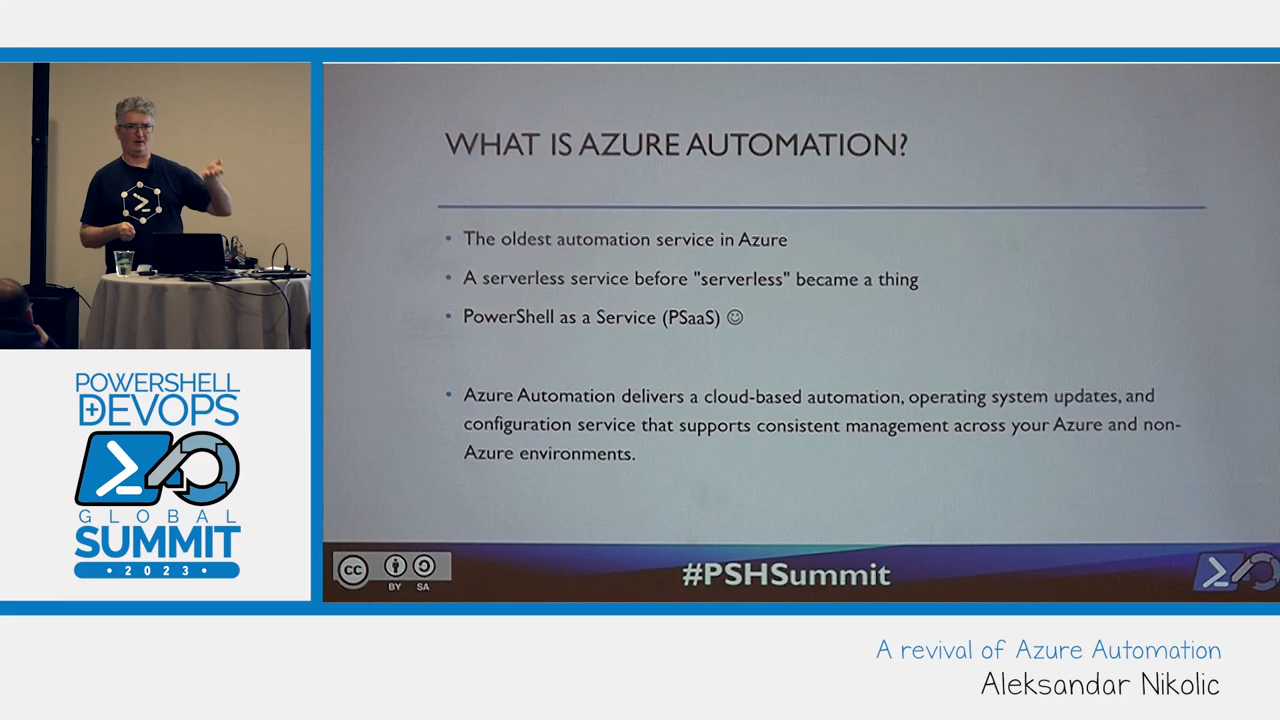 WHAT IS AZURE AUTOMATION?
• The oldest automation service in Azure
• A serverless service before "serverless" became a thing
• PowerShell as a Service (PSaaS) ☺
• Azure Automation delivers a cloud-based automation, operating system updates, and
configuration service that supports consistent management across your Azure and non-
Azure environments.
POWERSHELL
+DEVOPS
GLOBAL
SUMMIT
• 2023 •
CC
BY SA
#PSHSummit
A revival of Azure Automation
Aleksandar Nikolic